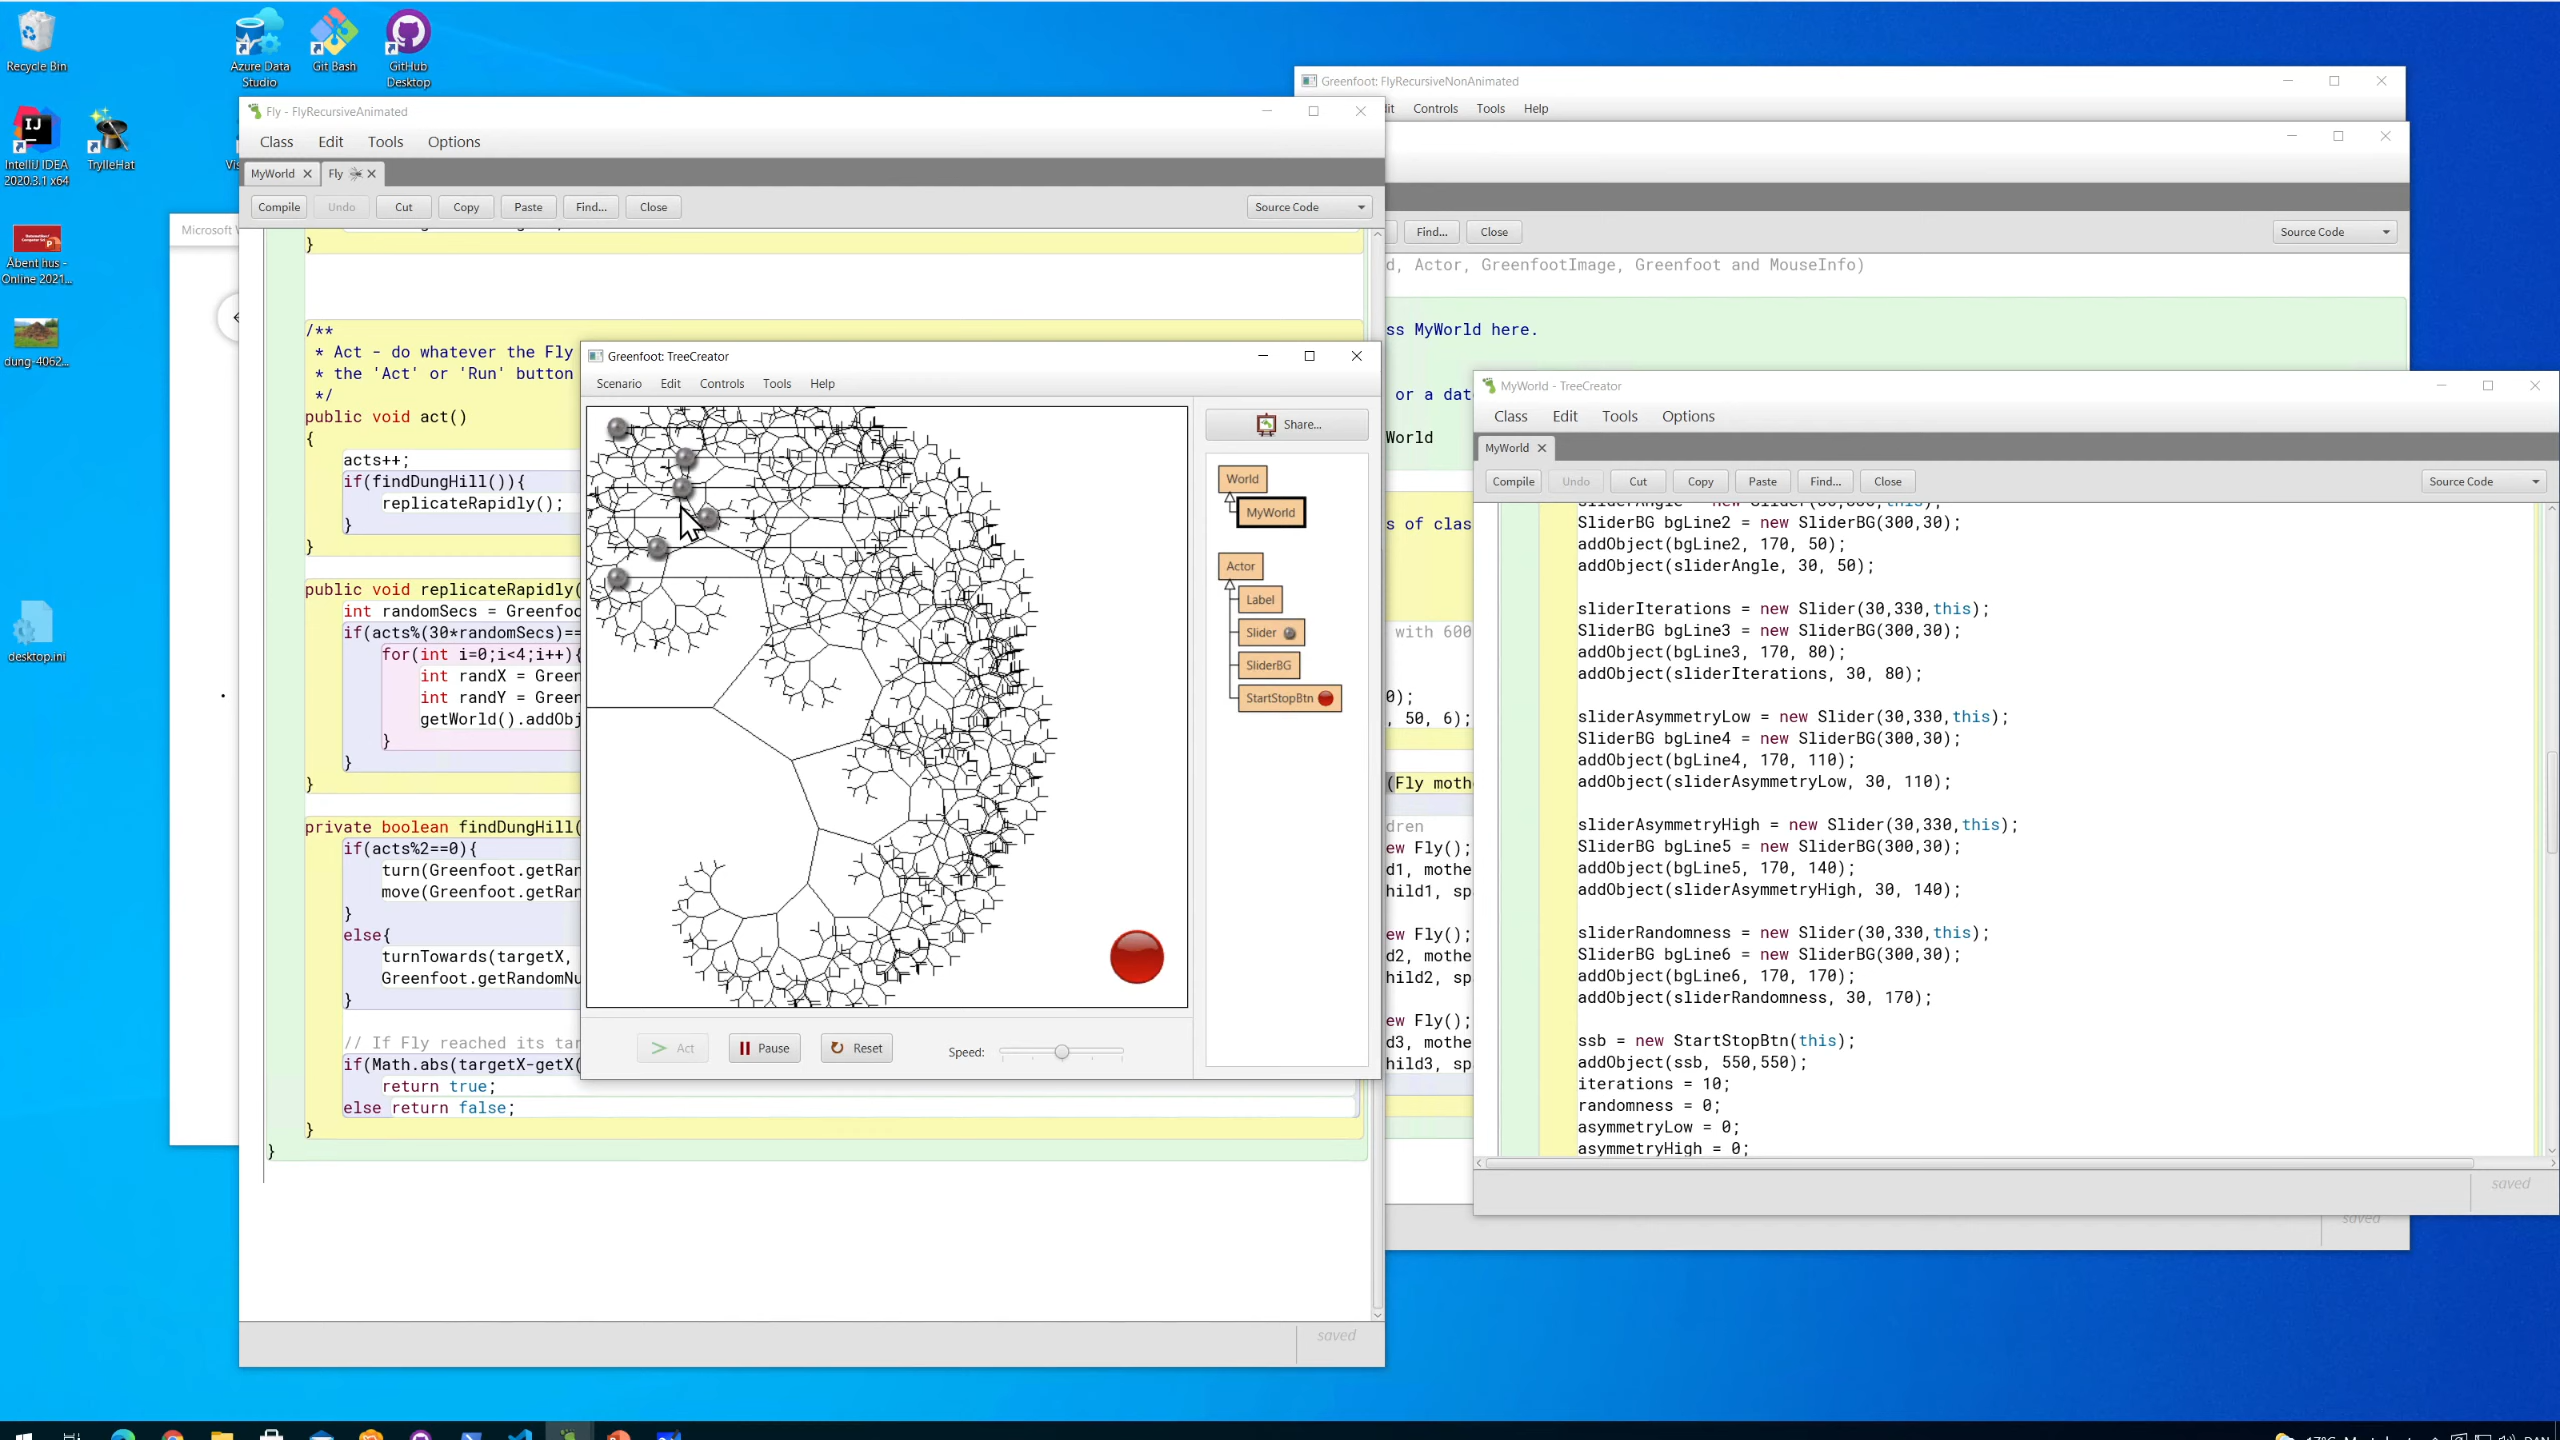 Recycle Bin
Azure Data
Studio
Git Bash
GitHub
Desktop
IntelliJ IDEA
2020.3.1 x64
TrylleHat
Åbent hus -
Online 2021...
dung-4062...
desktop.ini
Microsoft
Fly - FlyRecursiveAnimated
Class Edit Tools Options
MyWorld
Fly
Compile Undo Cut Copy Paste Find... Close
Source Code
}
/**
* Act - do whatever the Fly
* the 'Act' or 'Run' button
*/
public void act()
{
acts++;
if(findDungHill()){
replicateRapidly();
}
}
public void replicateRapidly(
int randomSecs = Greenfoo
if(acts%(30*randomSecs)==
for(int i=0;i<4;i++){
int randX = Green
int randY = Green
getWorld().addObj
}
}
}
private boolean findDungHill(
if(acts%2==0){
turn(Greenfoot.getRan
move(Greenfoot.getRan
}
else{
turnTowards(targetX,
Greenfoot.getRandomNu
}
// If Fly reached its tar
if(Math.abs(targetX-getX(
return true;
else return false;
}
}
saved
Greenfoot: TreeCreator
Scenario Edit Controls Tools Help
Share...
World
MyWorld
Actor
Label
Slider
SliderBG
StartStopBtn
Act Pause Reset Speed:
Greenfoot: FlyRecursiveNonAnimated
it Controls Tools Help
Find... Close
Source Code
d, Actor, GreenfootImage, Greenfoot and MouseInfo)
ss MyWorld here.
or a dat
World
s of clas
with 600
0);
, 50, 6);
(Fly moth
dren
ew Fly();
d1, mothe
hild1, sp
ew Fly();
d2, mothe
hild2, sp
ew Fly();
d3, mothe
hild3, sp
saved
MyWorld - TreeCreator
Class Edit Tools Options
MyWorld
Compile Undo Cut Copy Paste Find... Close
Source Code
SliderBG bgLine2 = new SliderBG(300,30);
addObject(bgLine2, 170, 50);
addObject(sliderAngle, 30, 50);
sliderIterations = new Slider(30,330,this);
SliderBG bgLine3 = new SliderBG(300,30);
addObject(bgLine3, 170, 80);
addObject(sliderIterations, 30, 80);
sliderAsymmetryLow = new Slider(30,330,this);
SliderBG bgLine4 = new SliderBG(300,30);
addObject(bgLine4, 170, 110);
addObject(sliderAsymmetryLow, 30, 110);
sliderAsymmetryHigh = new Slider(30,330,this);
SliderBG bgLine5 = new SliderBG(300,30);
addObject(bgLine5, 170, 140);
addObject(sliderAsymmetryHigh, 30, 140);
sliderRandomness = new Slider(30,330,this);
SliderBG bgLine6 = new SliderBG(300,30);
addObject(bgLine6, 170, 170);
addObject(sliderRandomness, 30, 170);
ssb = new StartStopBtn(this);
addObject(ssb, 550,550);
iterations = 10;
randomness = 0;
asymmetryLow = 0;
asymmetryHigh = 0;
saved